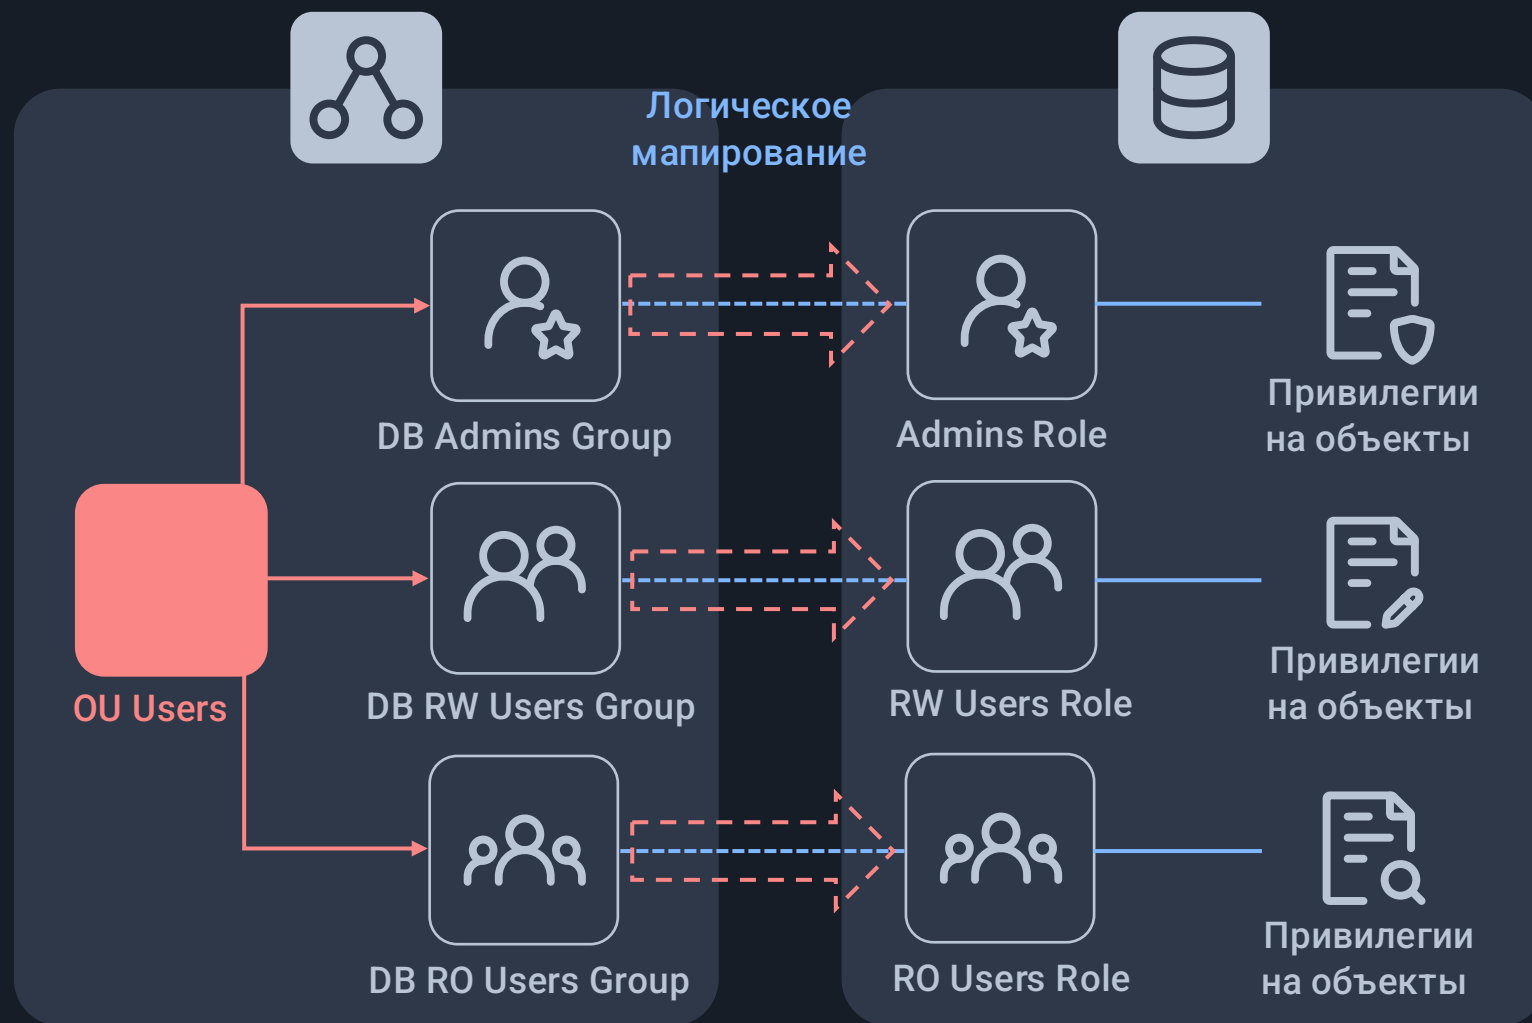 Логическое
мапирование
DB Admins Group
Admins Role
Привилегии
на объекты
OU Users
DB RW Users Group
RW Users Role
Привилегии
на объекты
DB RO Users Group
RO Users Role
Привилегии
на объекты